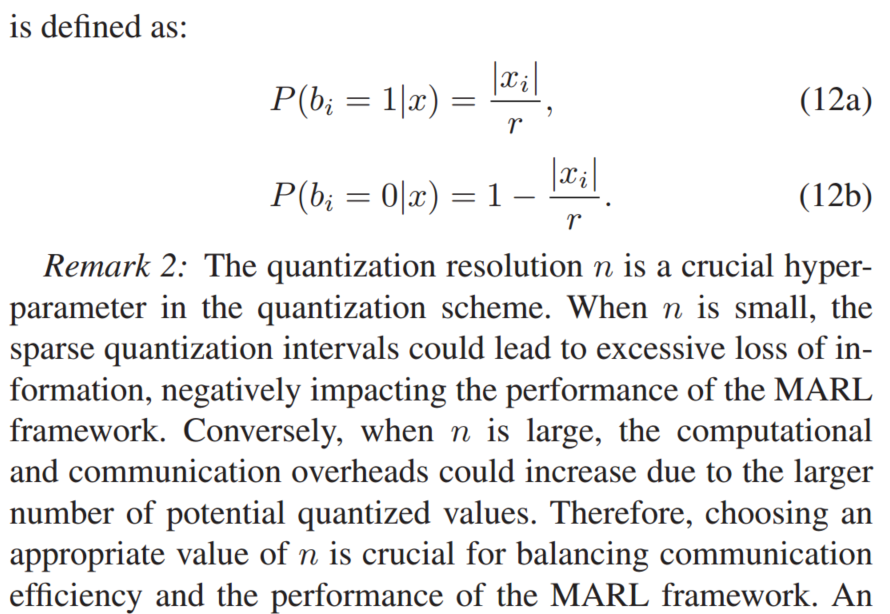 is defined as:
P(b_i = 1|x) = |x_i|/r, (12a)
P(b_i = 0|x) = 1 − |x_i|/r. (12b)
Remark 2: The quantization resolution n is a crucial hyper-
parameter in the quantization scheme. When n is small, the
sparse quantization intervals could lead to excessive loss of in-
formation, negatively impacting the performance of the MARL
framework. Conversely, when n is large, the computational
and communication overheads could increase due to the larger
number of potential quantized values. Therefore, choosing an
appropriate value of n is crucial for balancing communication
efficiency and the performance of the MARL framework. An